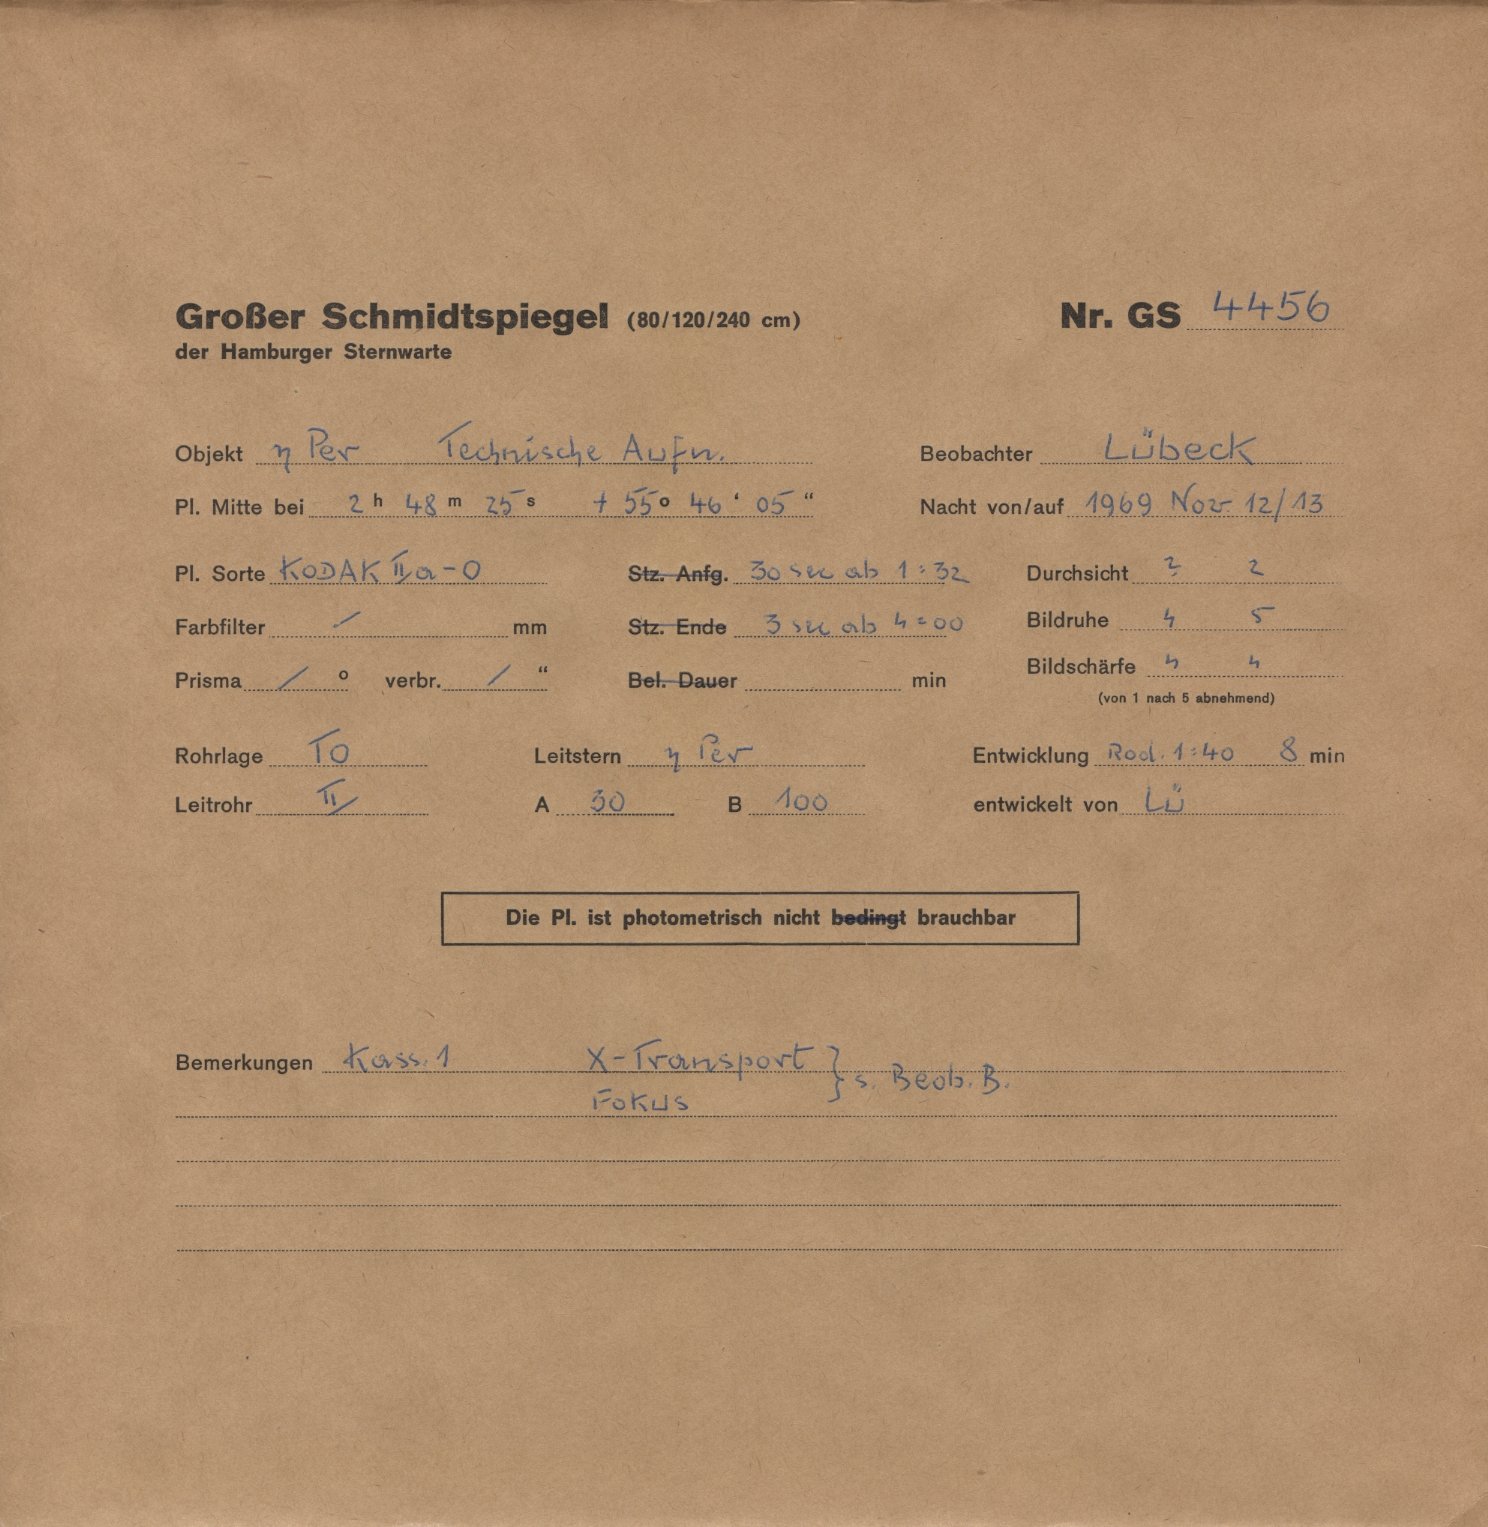 Großer Schmidtspiegel (80/120/240 cm) Nr. GS 4456
der Hamburger Sternwarte
Objekt η Per Technische Aufn. Beobachter Lübeck
Pl. Mitte bei 2 h 48 m 25 s + 55 o 46 ‘ 05 “ Nacht von/auf 1969 Nov 12/13
Pl. Sorte KODAK IIa-O Stz. Anfg. 30 sec ab 1:32 Durchsicht 2 2
Farbfilter / mm Stz. Ende 3 sec ab 4:00 Bildruhe 4 5
Prisma / o verbr. / “ Bel. Dauer min Bildschärfe 4 4
(von 1 nach 5 abnehmend)
Rohrlage TO Leitstern η Per Entwicklung Rod. 1:40 8 min
Leitrohr II A 30 B 100 entwickelt von Lü
Die Pl. ist photometrisch nicht bedingt brauchbar
Bemerkungen Kass. 1 X-Transport } s. Beob. B.
Fokus